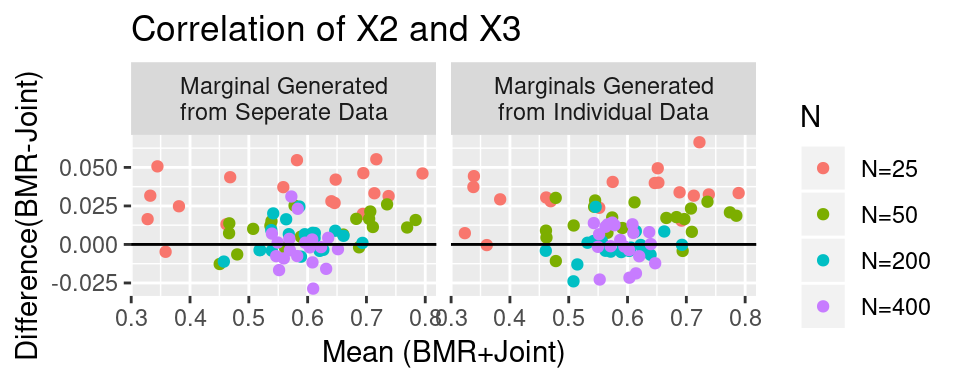 Correlation of X2 and X3
Marginal Generated
from Seperate Data
Marginals Generated
from Individual Data
Difference(BMR-Joint)
0.050
0.025
0.000
-0.025
0.3 0.4 0.5 0.6 0.7 0.8
0.3 0.4 0.5 0.6 0.7 0.8
Mean (BMR+Joint)
N
N=25
N=50
N=200
N=400